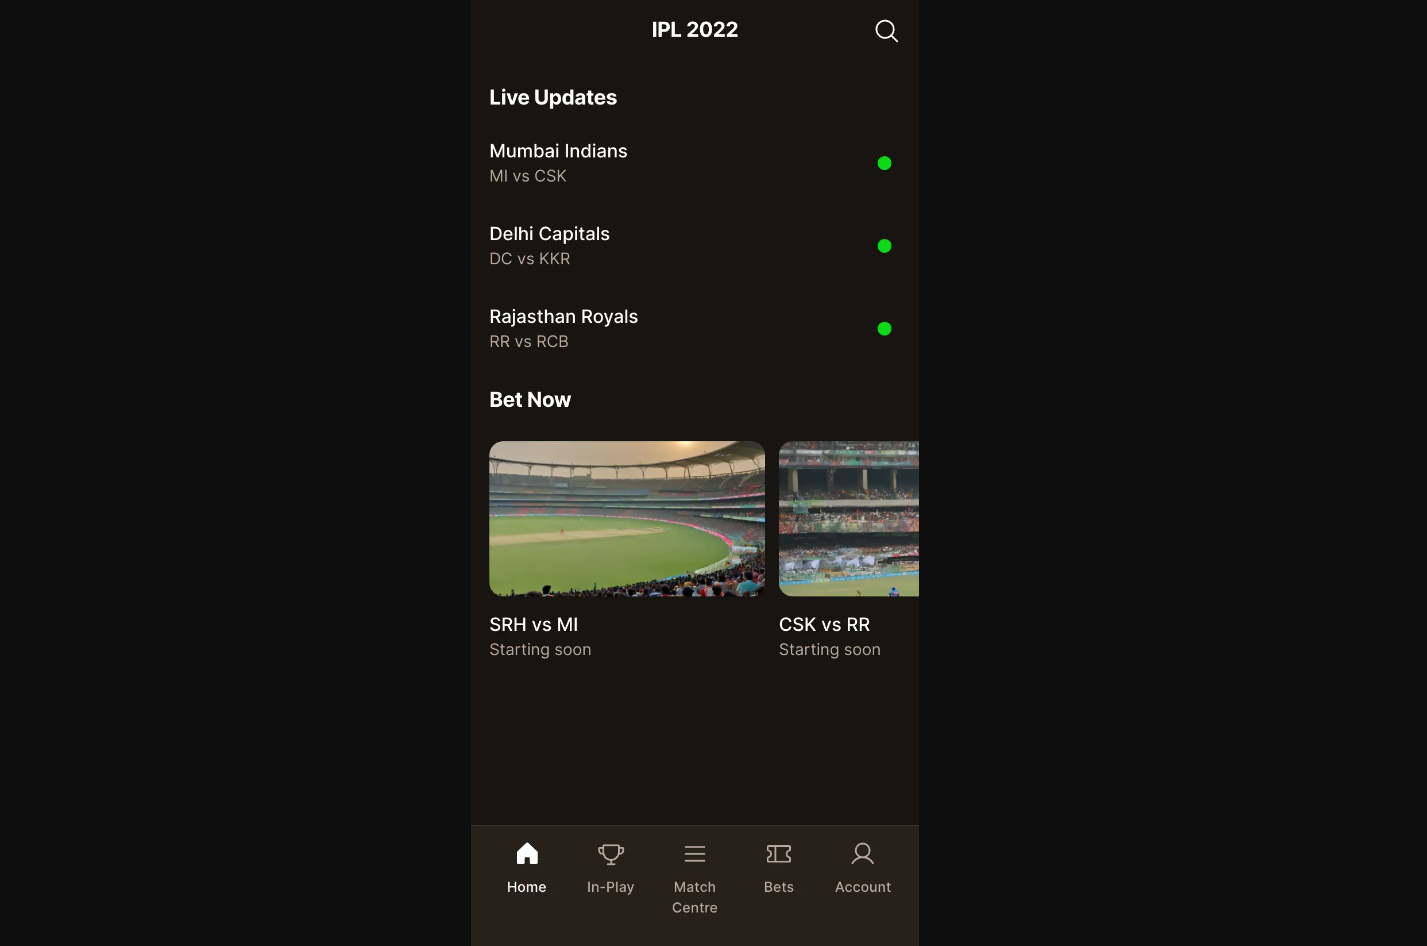 IPL 2022
Live Updates
Mumbai Indians
MI vs CSK
Delhi Capitals
DC vs KKR
Rajasthan Royals
RR vs RCB
Bet Now
SRH vs MI
Starting soon
CSK vs RR
Starting soon
Home
In-Play
Match
Centre
Bets
Account